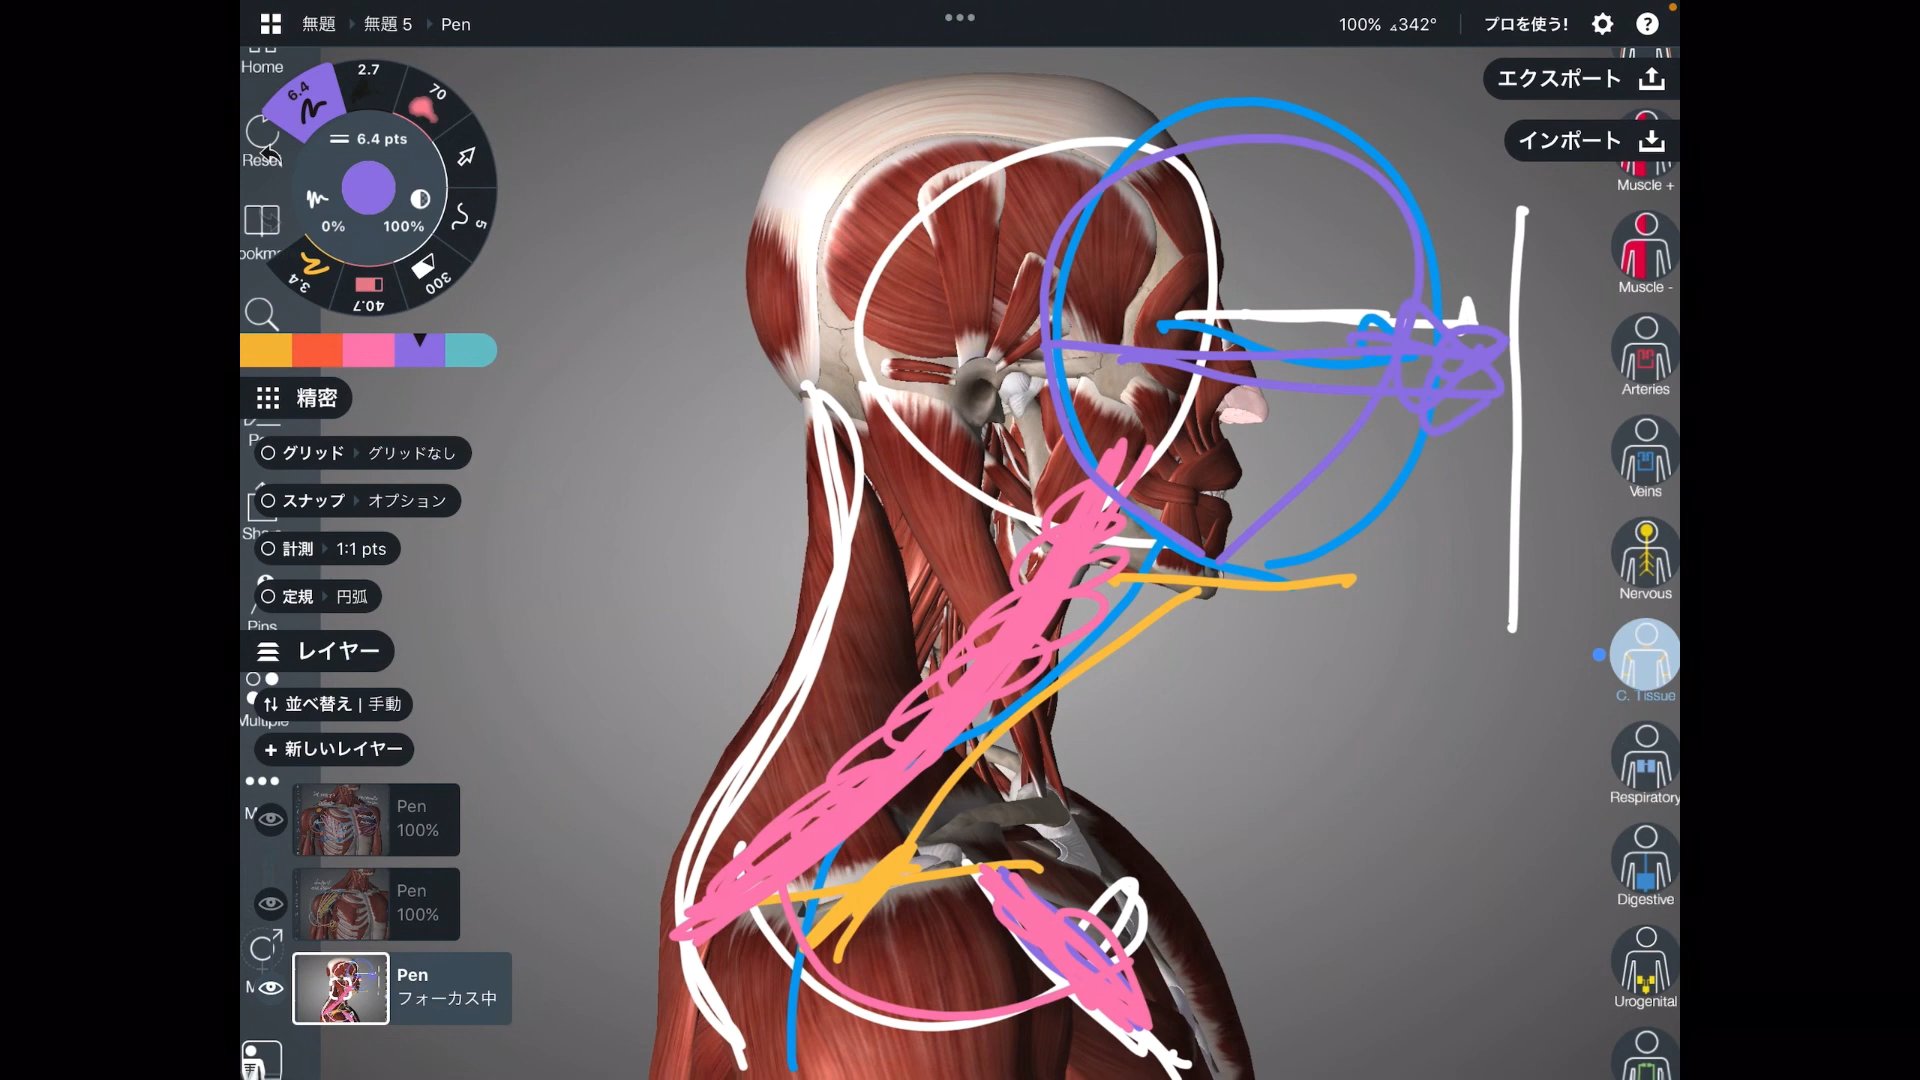 無題 無題 5 Pen
100% ⊿342° プロを使う!
エクスポート
インポート
Home
Reset
2.7
70
6.4
6.4 pts
0% 100%
5
300
40.7
3.4
精密
グリッド グリッドなし
スナップ オプション
計測 1:1 pts
定規 円弧
Pins
レイヤー
並べ替え | 手動
Multiple
+ 新しいレイヤー
Pen
100%
Pen
100%
Pen
フォーカス中
Muscle +
Muscle -
Arteries
Veins
Nervous
C. Tissue
Respiratory
Digestive
Urogenital